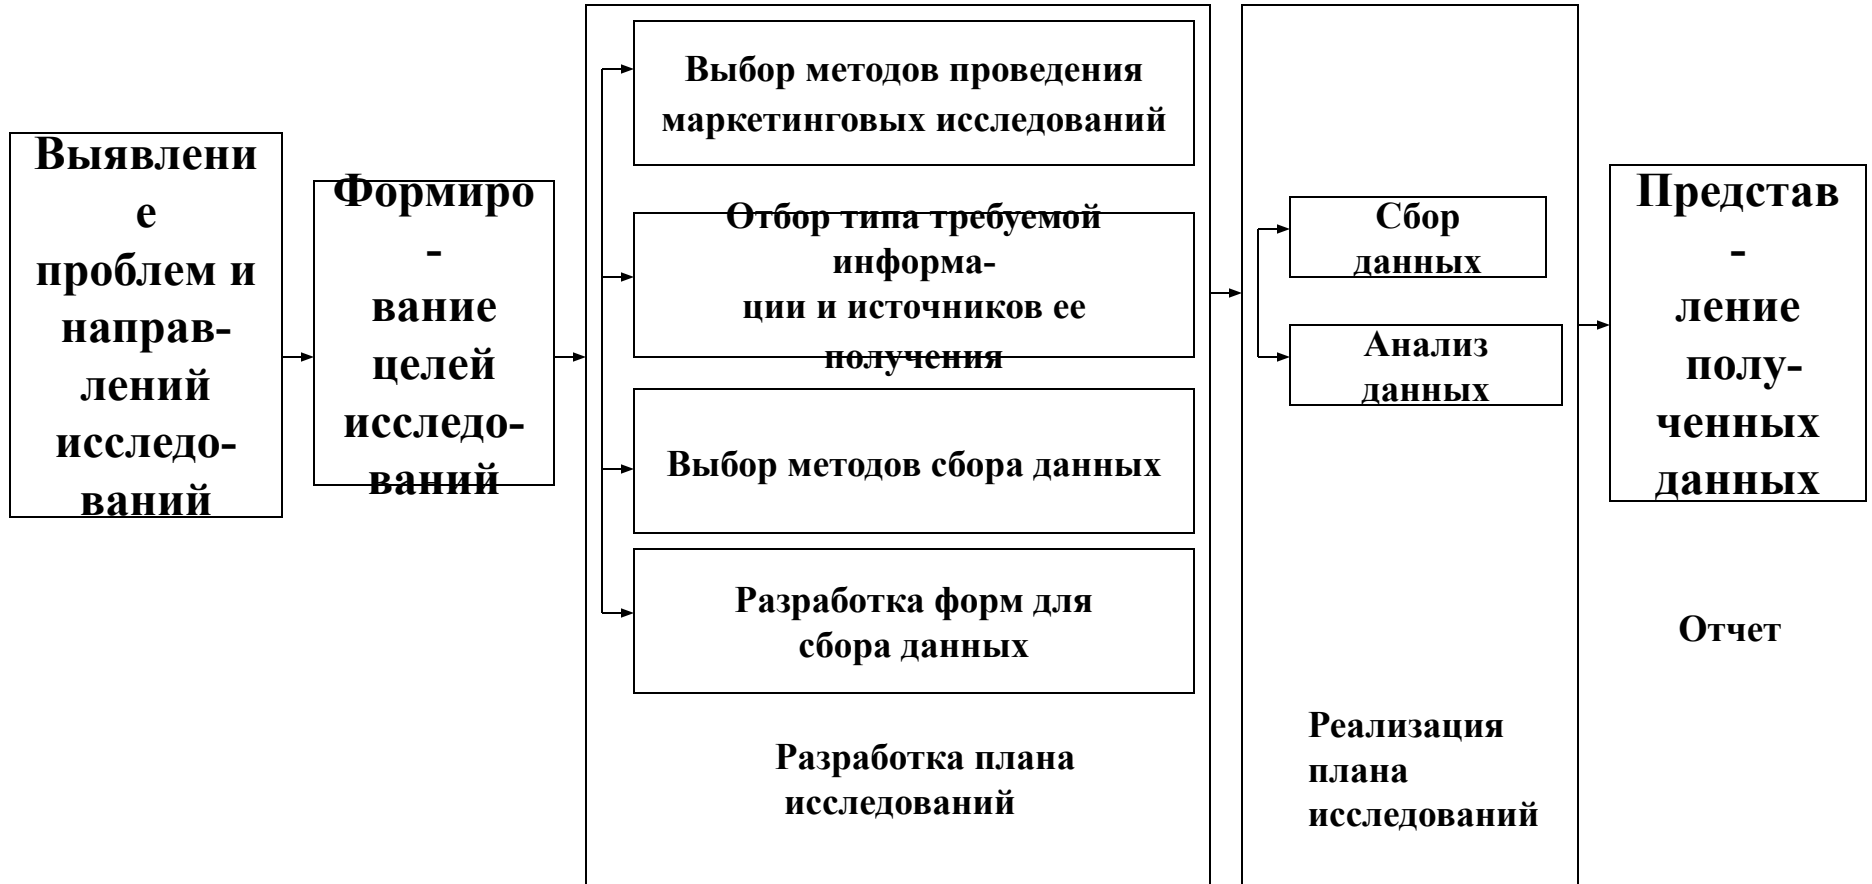 Выявлени
е
проблем и
направ-
лений
исследо-
ваний
Формиро
-
вание
целей
исследо-
ваний
Выбор методов проведения
маркетинговых исследований
Отбор типа требуемой
информа-
ции и источников ее
получения
Выбор методов сбора данных
Разработка форм для
сбора данных
Разработка плана
исследований
Сбор
данных
Анализ
данных
Реализация
плана
исследований
Представ
-
ление
полу-
ченных
данных
Отчет